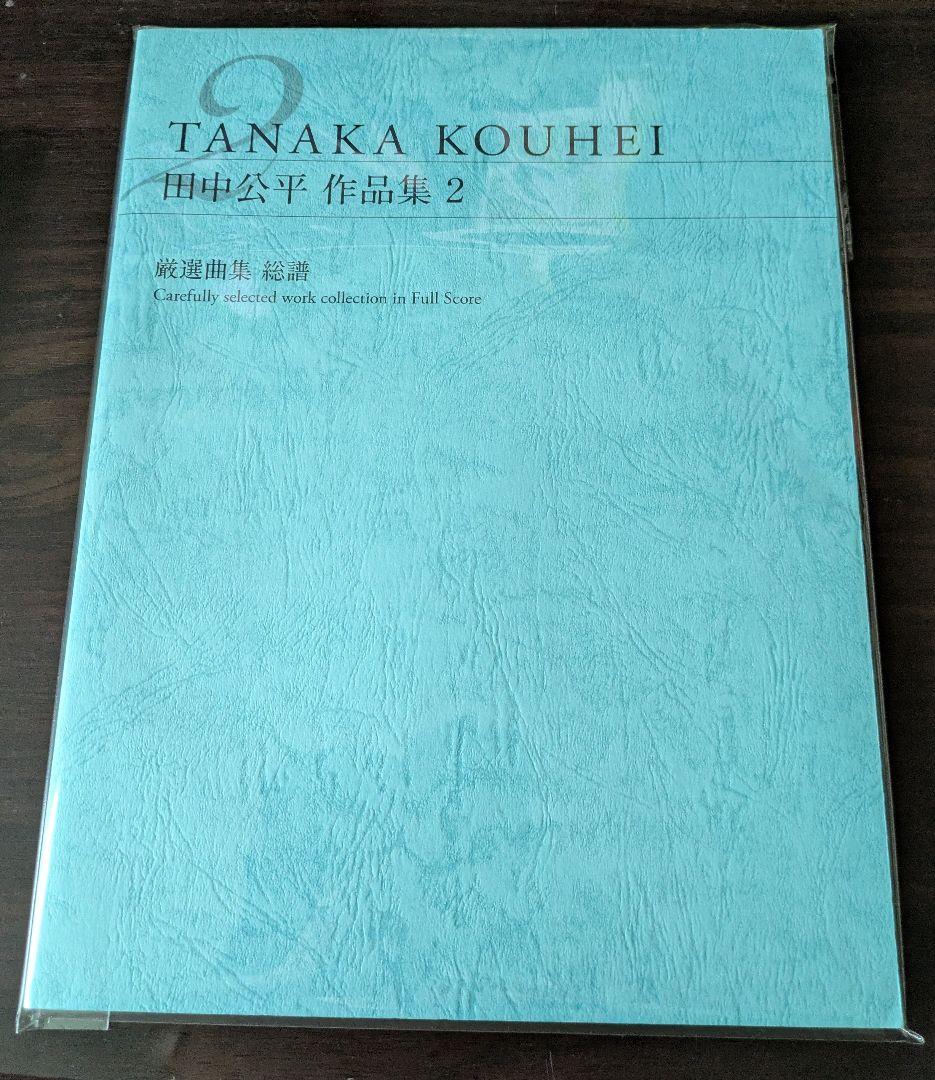 2
TANAKA KOUHEI
田中公平 作品集 2
厳選曲集 総譜
Carefully selected work collection in Full Score